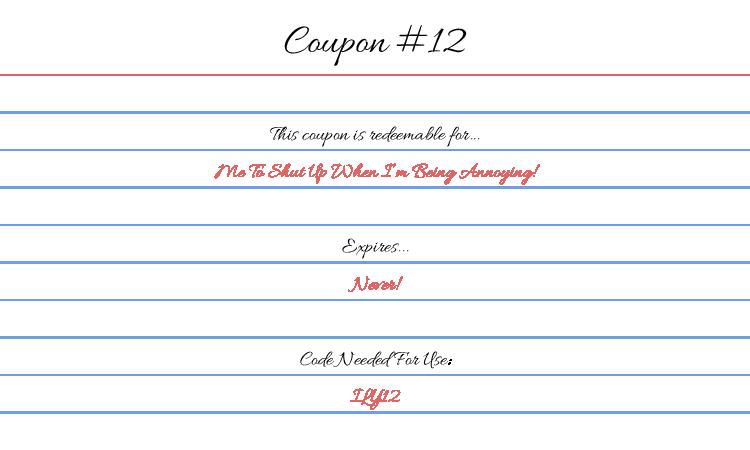 Coupon #12
This coupon is redeemable for...
Me To Shut Up When I'm Being Annoying!
Expires...
Never!
Code Needed For Use:
ILY12